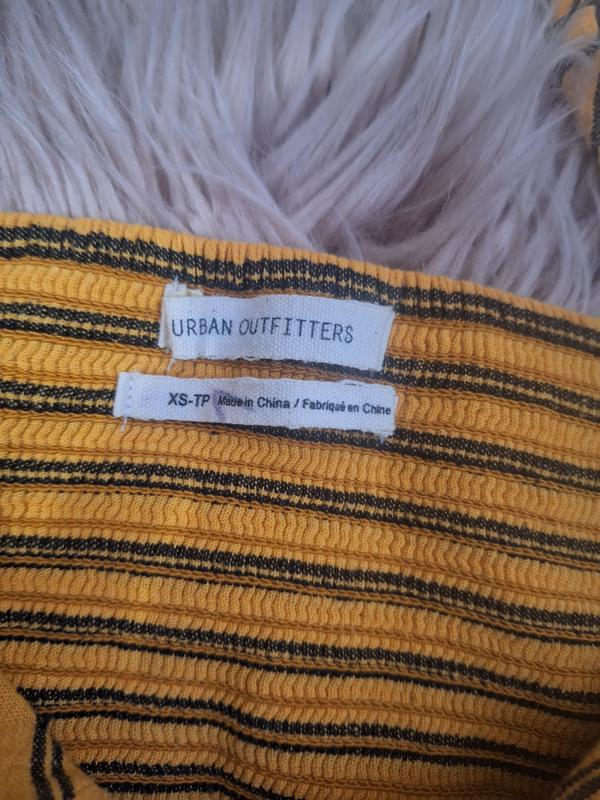 URBAN OUTFITTERS
XS-TP Made in China / Fabriqué en Chine